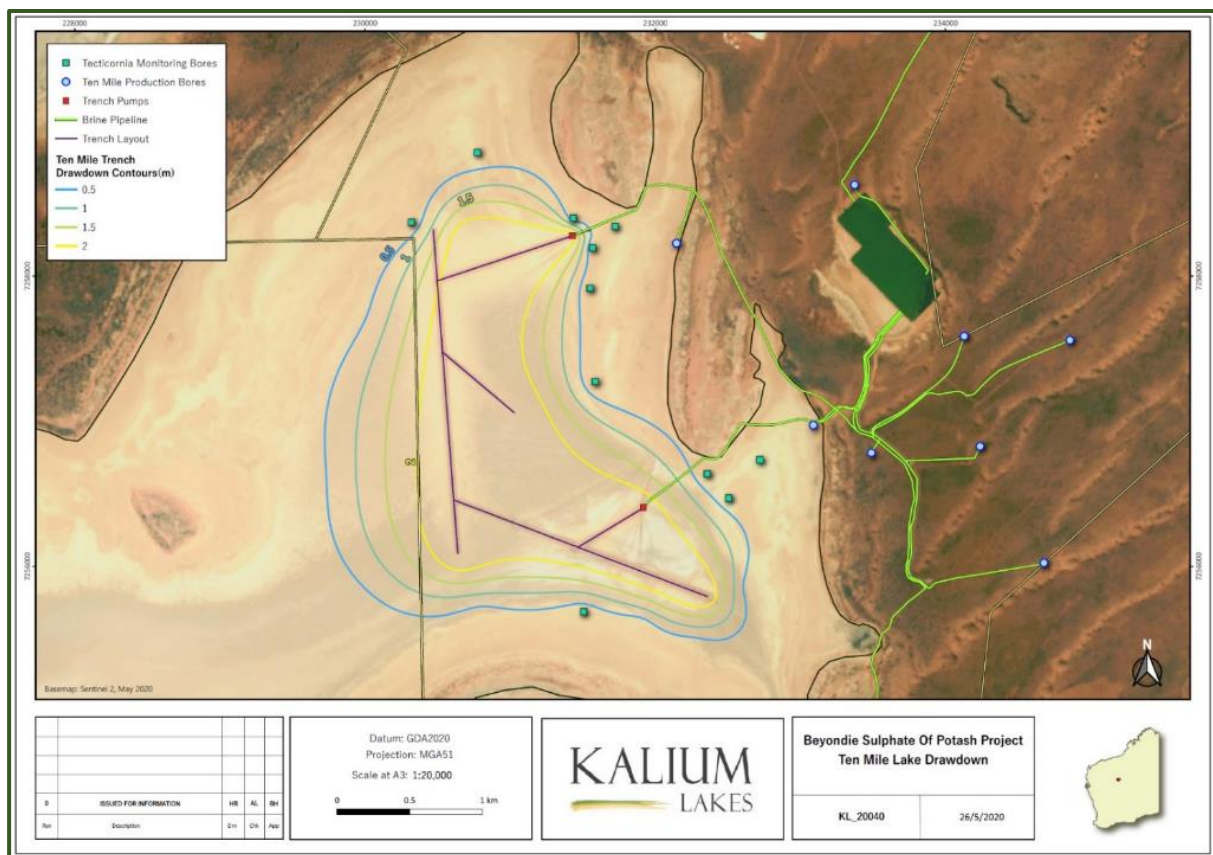 228000
230000
232000
234000
Tecticornia Monitoring Bores
Ten Mile Production Bores
Trench Pumps
Brine Pipeline
Trench Layout
Ten Mile Trench
Drawdown Contours(m)
0.5
1
1.5
2
1.5
0.5
1
7258000
7258000
7256000
7256000
N
Basemap: Sentinel 2, May 2020
0 ISSUED FOR INFORMATION HR AL BH
Rev Description Drn Chk App
Datum: GDA2020
Projection: MGA51
Scale at A3: 1:20,000
0 0.5 1 km
KALIUM
LAKES
Beyondie Sulphate Of Potash Project
Ten Mile Lake Drawdown
KL_20040 26/5/2020